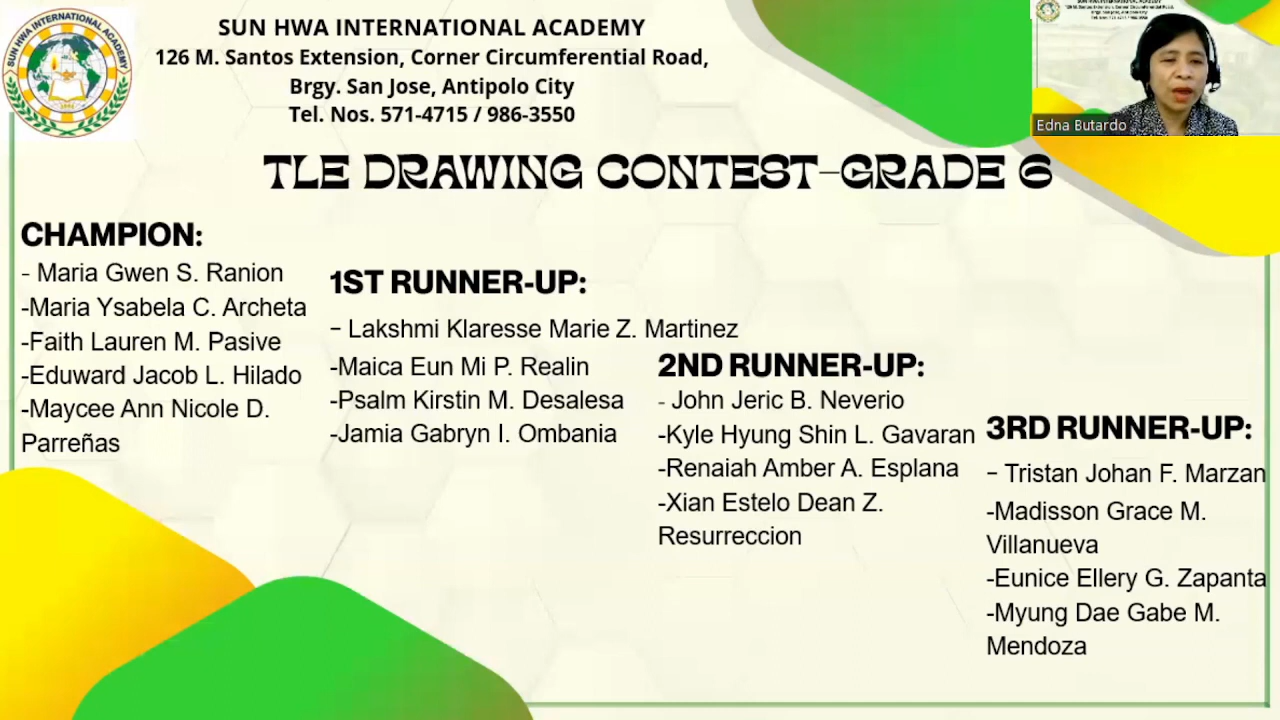 SUN HWA INTERNATIONAL ACADEMY
SUN HWA INTERNATIONAL ACADEMY
126 M. Santos Extension, Corner Circumferential Road,
Brgy. San Jose, Antipolo City
Tel. Nos. 571-4715 / 986-3550
Edna Butardo
TLE DRAWING CONTEST-GRADE 6
CHAMPION:
- Maria Gwen S. Ranion
-Maria Ysabela C. Archeta
-Faith Lauren M. Pasive
-Eduward Jacob L. Hilado
-Maycee Ann Nicole D.
Parreñas
1ST RUNNER-UP:
- Lakshmi Klaresse Marie Z. Martinez
-Maica Eun Mi P. Realin
-Psalm Kirstin M. Desalesa
-Jamia Gabryn I. Ombania
2ND RUNNER-UP:
- John Jeric B. Neverio
-Kyle Hyung Shin L. Gavaran
-Renaiah Amber A. Esplana
-Xian Estelo Dean Z.
Resurreccion
3RD RUNNER-UP:
- Tristan Johan F. Marzan
-Madisson Grace M.
Villanueva
-Eunice Ellery G. Zapanta
-Myung Dae Gabe M.
Mendoza